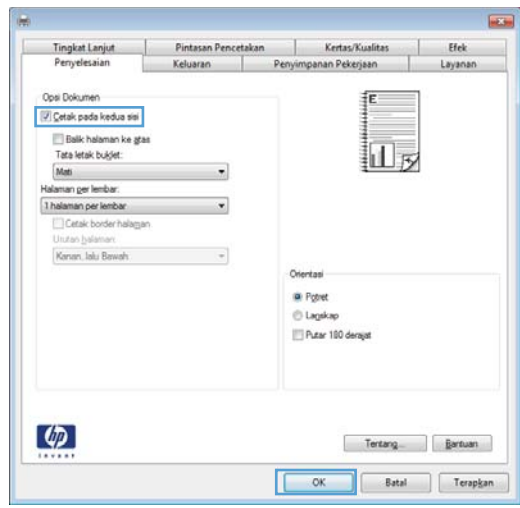 Tingkat Lanjut Pintasan Pencetakan Kertas/Kualitas Efek
Penyelesaian Keluaran Penyimpanan Pekerjaan Layanan
Opsi Dokumen
Cetak pada kedua sisi
Balik halaman ke atas
Tata letak buklet:
Mati
Halaman per lembar:
1 halaman per lembar
Cetak border halaman
Urutan halaman:
Kanan, lalu Bawah
E
Orientasi
Potret
Lanskap
Putar 180 derajat
hp
invent
Tentang... Bantuan
OK Batal Terapkan